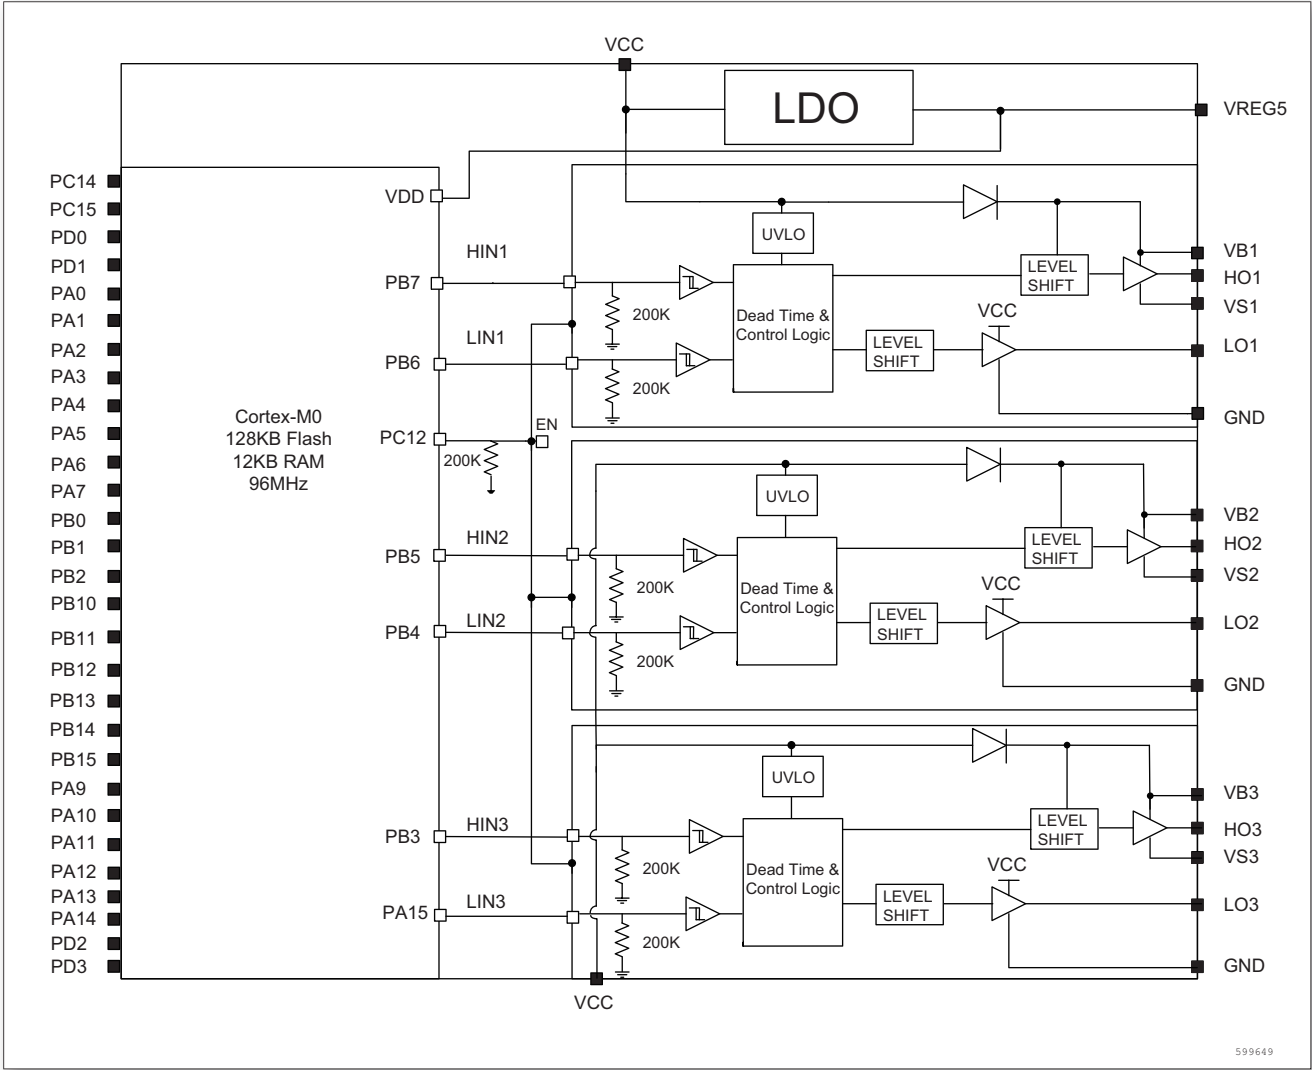 VCC
LDO
VREG5
PC14
PC15
PD0
PD1
PA0
PA1
PA2
PA3
PA4
PA5
PA6
PA7
PB0
PB1
PB2
PB10
PB11
PB12
PB13
PB14
PB15
PA9
PA10
PA11
PA12
PA13
PA14
PD2
PD3
Cortex-M0
128KB Flash
12KB RAM
96MHz
VDD
PB7
PB6
PC12
PB5
PB4
PB3
PA15
HIN1
LIN1
EN
200K
HIN2
LIN2
HIN3
LIN3
UVLO
200K
200K
Dead Time &
Control Logic
LEVEL
SHIFT
LEVEL
SHIFT
VCC
VB1
HO1
VS1
LO1
GND
UVLO
200K
200K
Dead Time &
Control Logic
LEVEL
SHIFT
LEVEL
SHIFT
VCC
VB2
HO2
VS2
LO2
GND
UVLO
200K
200K
Dead Time &
Control Logic
LEVEL
SHIFT
LEVEL
SHIFT
VCC
VB3
HO3
VS3
LO3
GND
VCC
599649